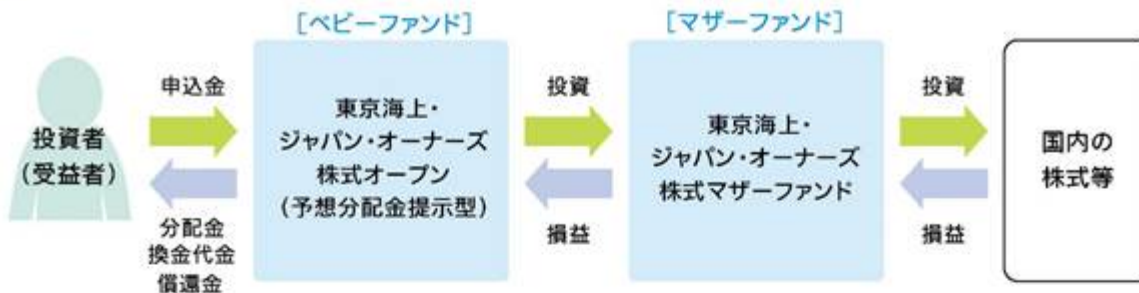 [ベビーファンド]
[マザーファンド]
申込金
投資
投資
投資者
(受益者)
東京海上・
ジャパン・オーナーズ
株式オープン
(予想分配金提示型)
東京海上・
ジャパン・オーナーズ
株式マザーファンド
国内の
株式等
分配金
換金代金
償還金
損益
損益